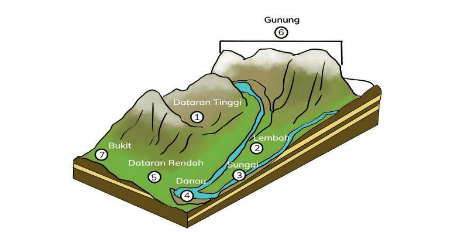 Gunung
6
Dataran Tinggi
1
Lembah
2
Bukit
7
Dataran Rendah
5
Sungai
3
Danau
4